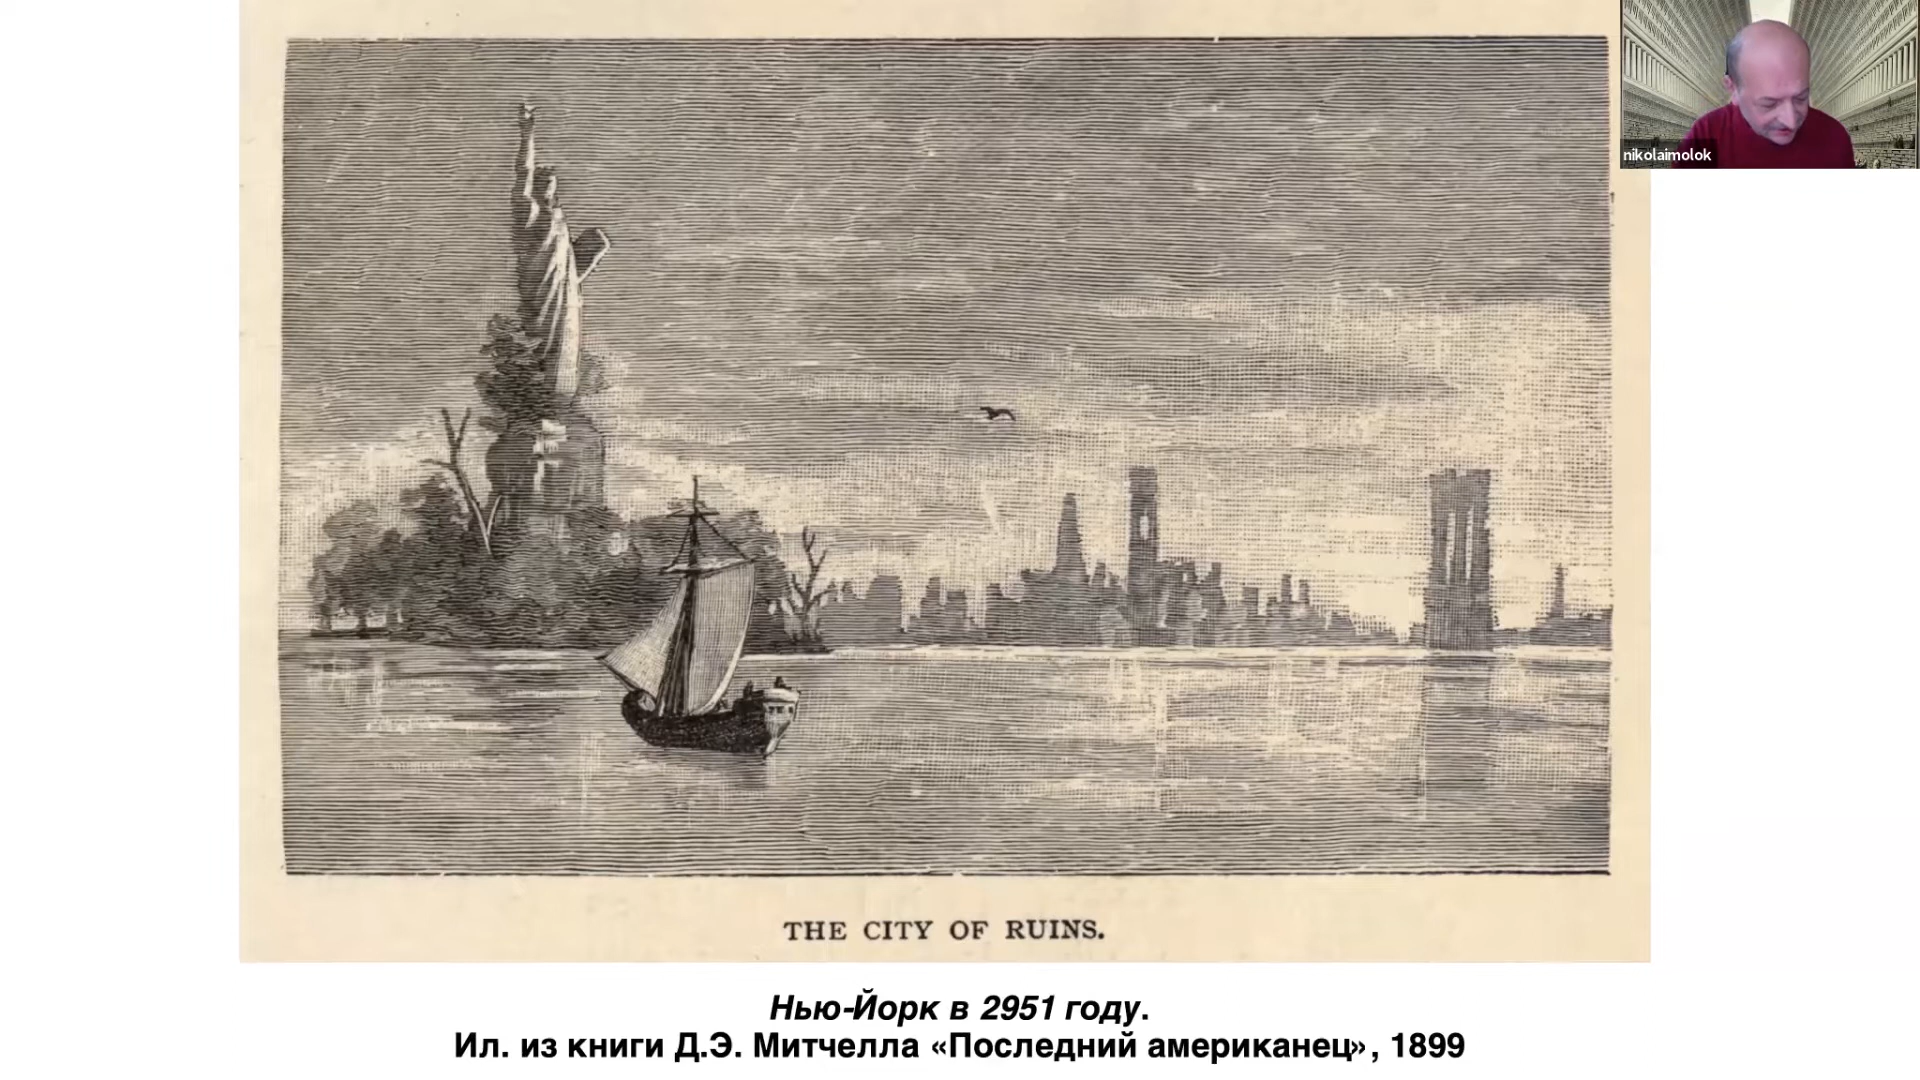 nikolaimolok
THE CITY OF RUINS.
Нью-Йорк в 2951 году.
Ил. из книги Д.Э. Митчелла «Последний американец», 1899